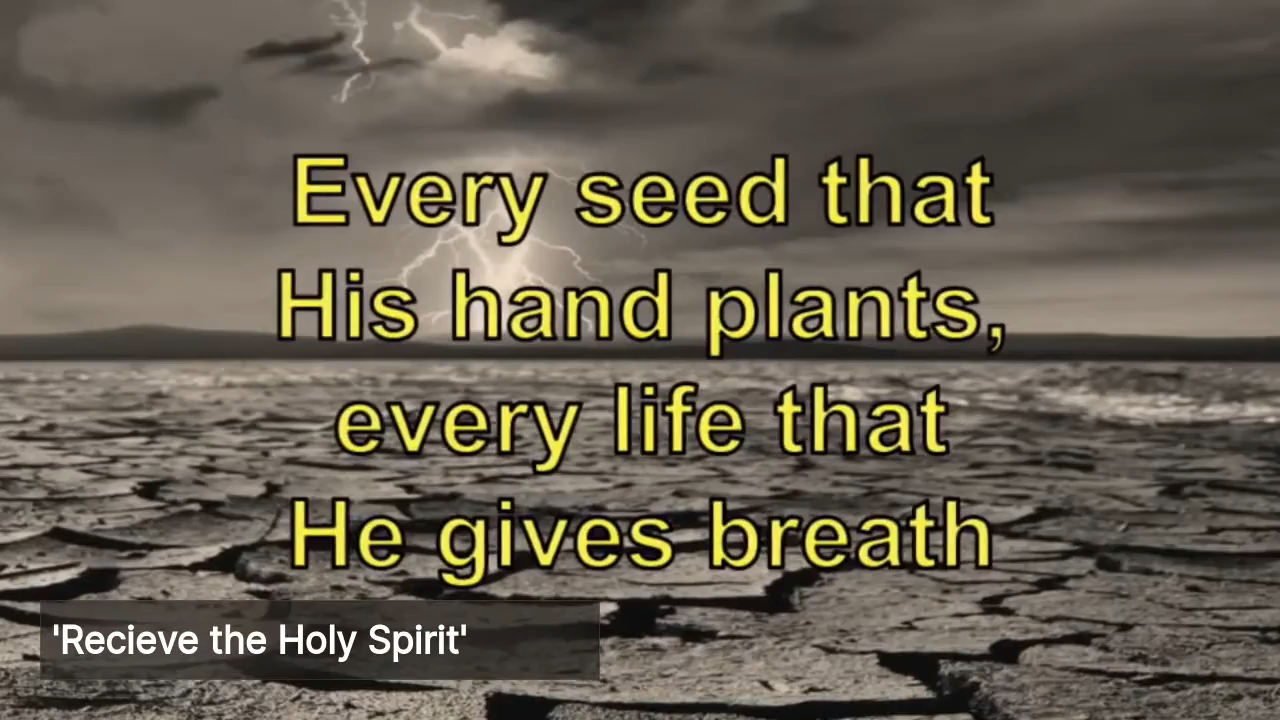 Every seed that
His hand plants,
every life that
He gives breath
'Recieve the Holy Spirit'